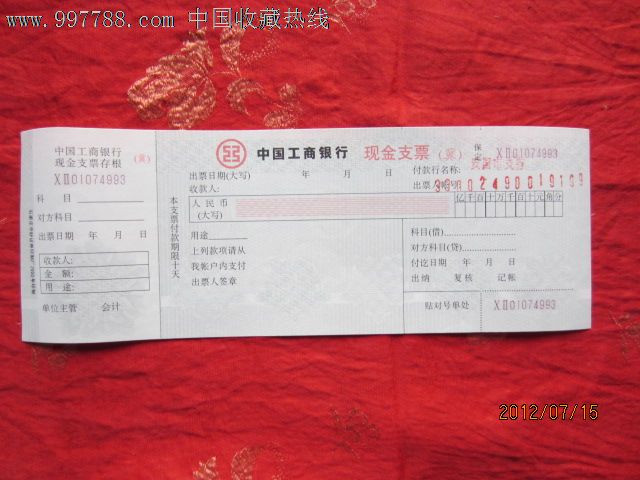 www.997788.com 中国收藏热线
中国工商银行
现金支票存根 (冀)
XⅡ01074993
科　目
对方科目
出票日期　年　月　日
收款人：
金　额：
用　途：
单位主管　会计
本支票付款期限十天
中国工商银行　现金支票 (冀) 保定 XⅡ01074993
出票日期(大写)　年　月　日　付款行名称：
收款人：　出票人账号：
人民币
(大写)
亿千百十万千百十元角分
用途
上列款项请从
我帐户内支付
出票人签章
科目(借)
对方科目(贷)
付讫日期　年　月　日
出纳　复核　记帐
贴对号单处　XⅡ01074993
2012/07/15